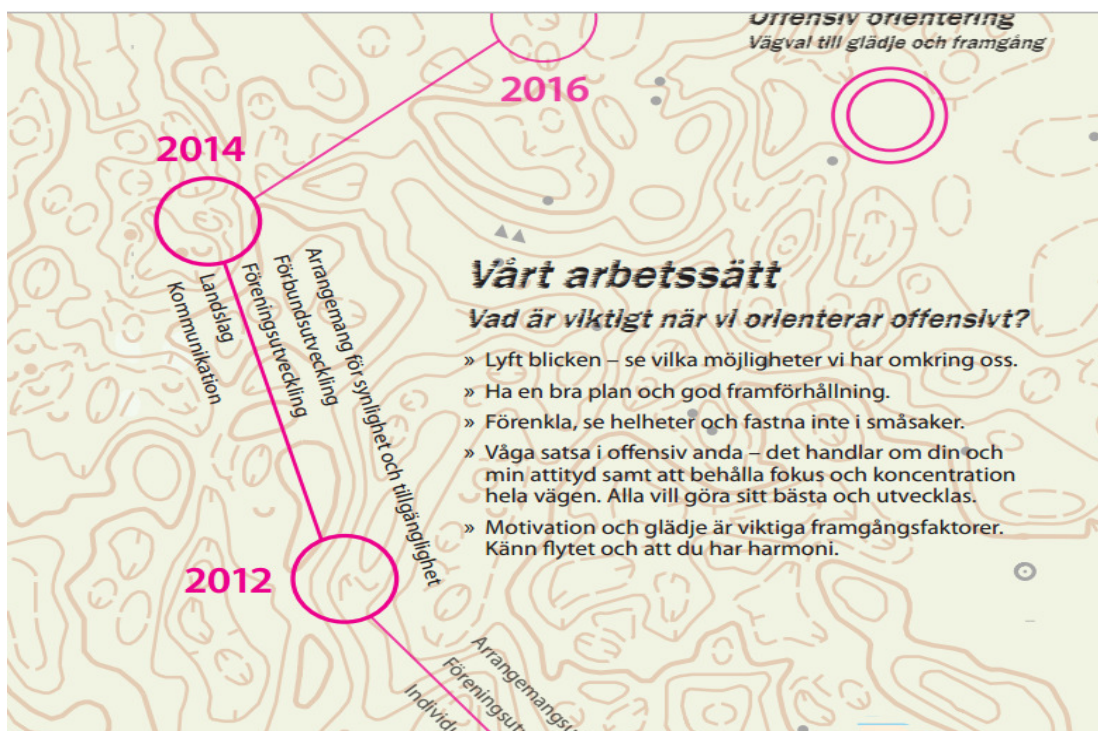 Offensiv orientering
Vägval till glädje och framgång
2016
2014
Arrangemang för synlighet och tillgänglighet
Förbundsutveckling
Föreningsutveckling
Landslag
Kommunikation
Vårt arbetssätt
Vad är viktigt när vi orienterar offensivt?
» Lyft blicken – se vilka möjligheter vi har omkring oss.
» Ha en bra plan och god framförhållning.
» Förenkla, se helheter och fastna inte i småsaker.
» Våga satsa i offensiv anda – det handlar om din och
min attityd samt att behålla fokus och koncentration
hela vägen. Alla vill göra sitt bästa och utvecklas.
» Motivation och glädje är viktiga framgångsfaktorer.
Känn flytet och att du har harmoni.
2012